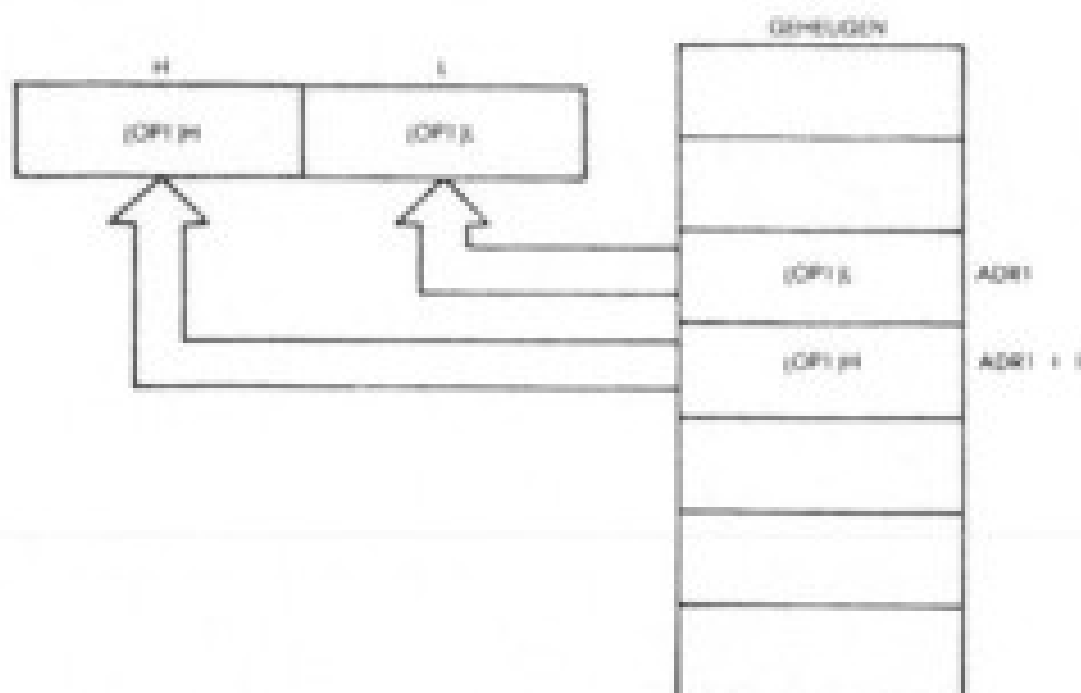 GEHEUGEN
H L
(OP1)H (OP1)L
(OP1)L ADR1
(OP1)H ADR1 + 1